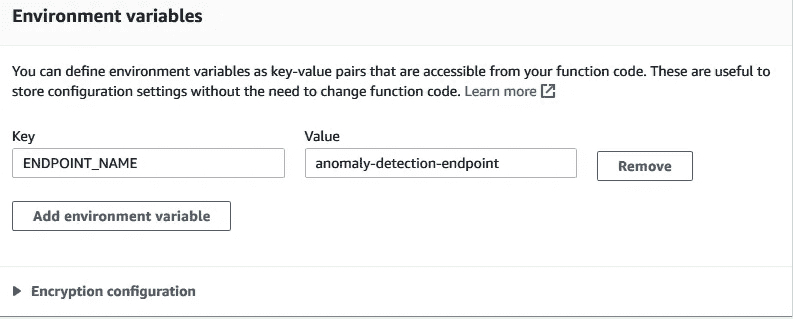 Environment variables
You can define environment variables as key-value pairs that are accessible from your function code. These are useful to
store configuration settings without the need to change function code. Learn more
Key Value
ENDPOINT_NAME anomaly-detection-endpoint Remove
Add environment variable
Encryption configuration